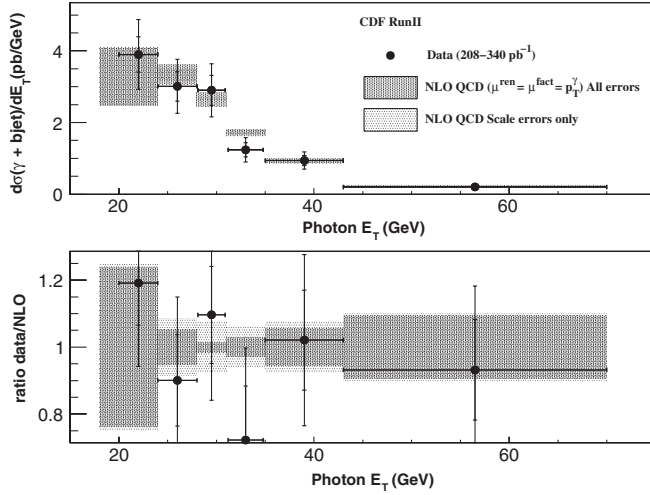 CDF RunII
Data (208−340 pb⁻¹)
NLO QCD (μ^ren = μ^fact = p_T^γ) All errors
NLO QCD Scale errors only
dσ(γ + bjet)/dE_T(pb/GeV)
4
2
0
20 40 60
Photon E_T (GeV)
ratio data/NLO
1.2
1
0.8
20 40 60
Photon E_T (GeV)